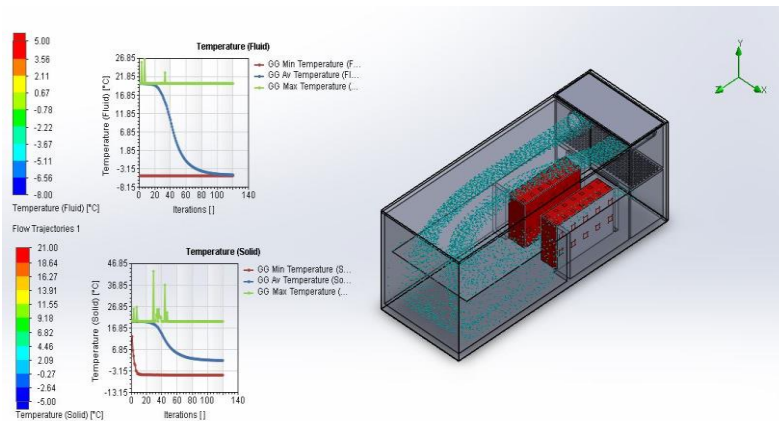 5.00
3.56
2.11
0.67
-0.78
-2.22
-3.67
-5.11
-6.56
-8.00
Temperature (Fluid) [°C]
Flow Trajectories 1
Temperature (Fluid)
Temperature (Fluid) [°C]
26.85
21.85
16.85
11.85
6.85
1.85
-3.15
-8.15
0 20 40 60 80 100 120 140
Iterations [ ]
GG Min Temperature (F...
GG Av Temperature (Fl...
GG Max Temperature (...
21.00
18.64
16.27
13.91
11.55
9.18
6.82
4.46
2.09
-0.27
-2.64
-5.00
Temperature (Solid) [°C]
Temperature (Solid)
Temperature (Solid) [°C]
46.85
36.85
26.85
16.85
6.85
-3.15
-13.15
0 20 40 60 80 100 120 140
Iterations [ ]
GG Min Temperature (S...
GG Av Temperature (So...
GG Max Temperature (...
Y
Z
X